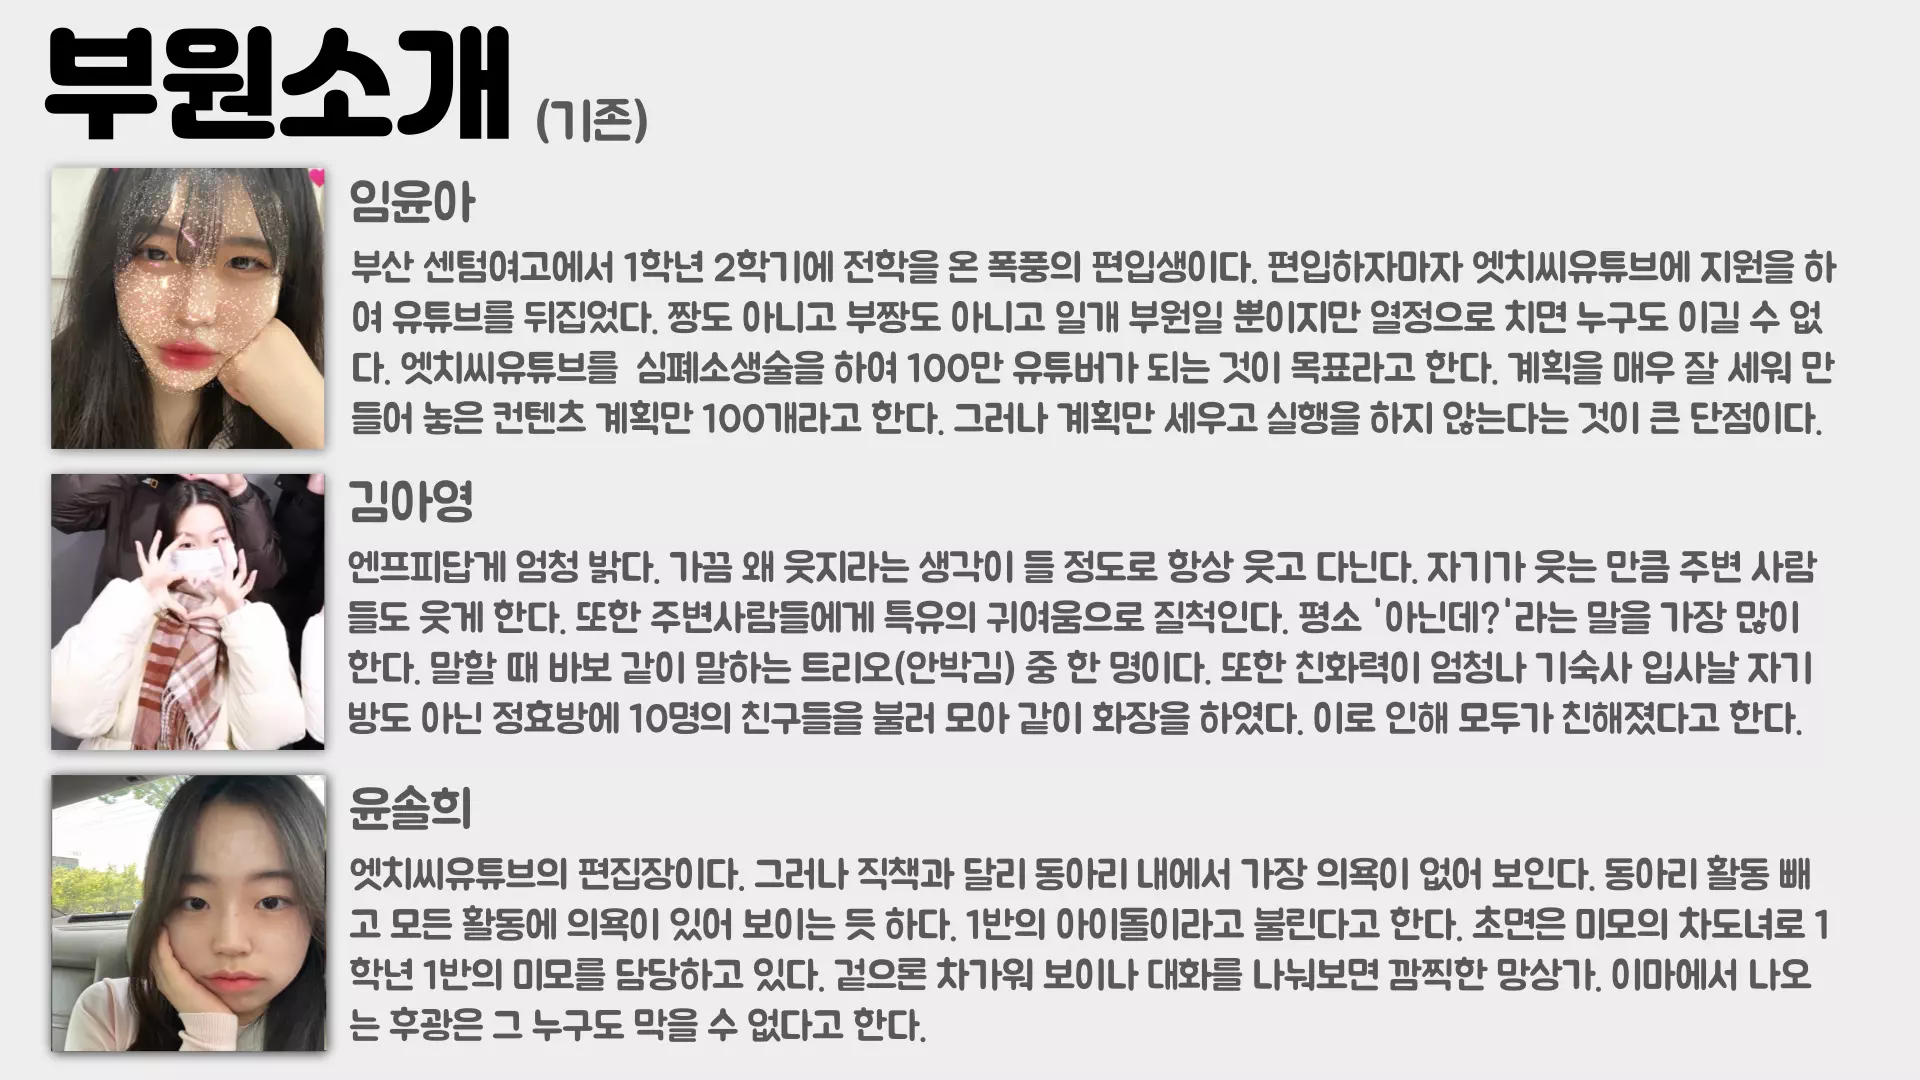 부원소개 (기존)
임윤아
부산 센텀여고에서 1학년 2학기에 전학을 온 폭풍의 편입생이다. 편입하자마자 엣치씨유튜브에 지원을 하
여 유튜브를 뒤집었다. 짱도 아니고 부짱도 아니고 일개 부원일 뿐이지만 열정으로 치면 누구도 이길 수 없
다. 엣치씨유튜브를  심폐소생술을 하여 100만 유튜버가 되는 것이 목표라고 한다. 계획을 매우 잘 세워 만
들어 놓은 컨텐츠 계획만 100개라고 한다. 그러나 계획만 세우고 실행을 하지 않는다는 것이 큰 단점이다.
김아영
엔프피답게 엄청 밝다. 가끔 왜 웃지라는 생각이 들 정도로 항상 웃고 다닌다. 자기가 웃는 만큼 주변 사람
들도 웃게 한다. 또한 주변사람들에게 특유의 귀여움으로 질척인다. 평소 '아닌데?'라는 말을 가장 많이
한다. 말할 때 바보 같이 말하는 트리오(안박김) 중 한 명이다. 또한 친화력이 엄청나 기숙사 입사날 자기
방도 아닌 정효방에 10명의 친구들을 불러 모아 같이 화장을 하였다. 이로 인해 모두가 친해졌다고 한다.
윤솔희
엣치씨유튜브의 편집장이다. 그러나 직책과 달리 동아리 내에서 가장 의욕이 없어 보인다. 동아리 활동 빼
고 모든 활동에 의욕이 있어 보이는 듯 하다. 1반의 아이돌이라고 불린다고 한다. 초면은 미모의 차도녀로 1
학년 1반의 미모를 담당하고 있다. 겉으론 차가워 보이나 대화를 나눠보면 깜찍한 망상가. 이마에서 나오
는 후광은 그 누구도 막을 수 없다고 한다.